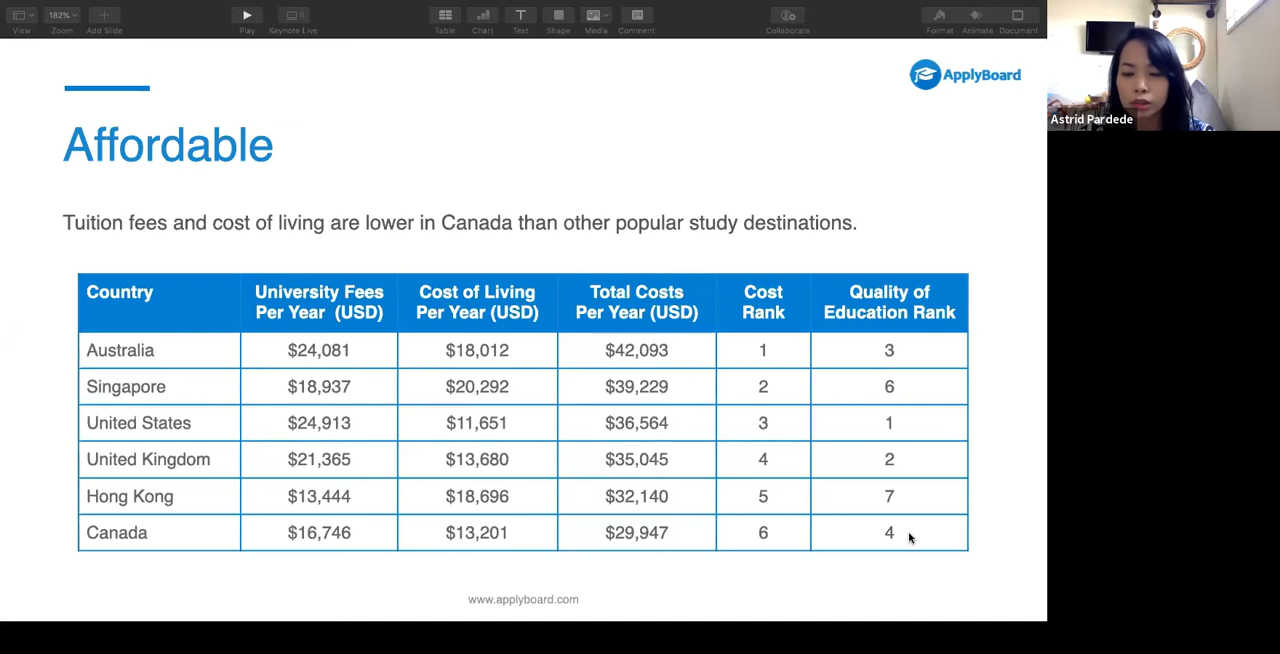 View
182%
Zoom
Add Slide
Play
Keynote Live
Table
Chart
Text
Shape
Media
Comment
Collaborate
Format
Animate
Document
ApplyBoard
Astrid Pardede
Affordable
Tuition fees and cost of living are lower in Canada than other popular study destinations.
Country University Fees Per Year (USD) Cost of Living Per Year (USD) Total Costs Per Year (USD) Cost Rank Quality of Education Rank
Australia $24,081 $18,012 $42,093 1 3
Singapore $18,937 $20,292 $39,229 2 6
United States $24,913 $11,651 $36,564 3 1
United Kingdom $21,365 $13,680 $35,045 4 2
Hong Kong $13,444 $18,696 $32,140 5 7
Canada $16,746 $13,201 $29,947 6 4
www.applyboard.com